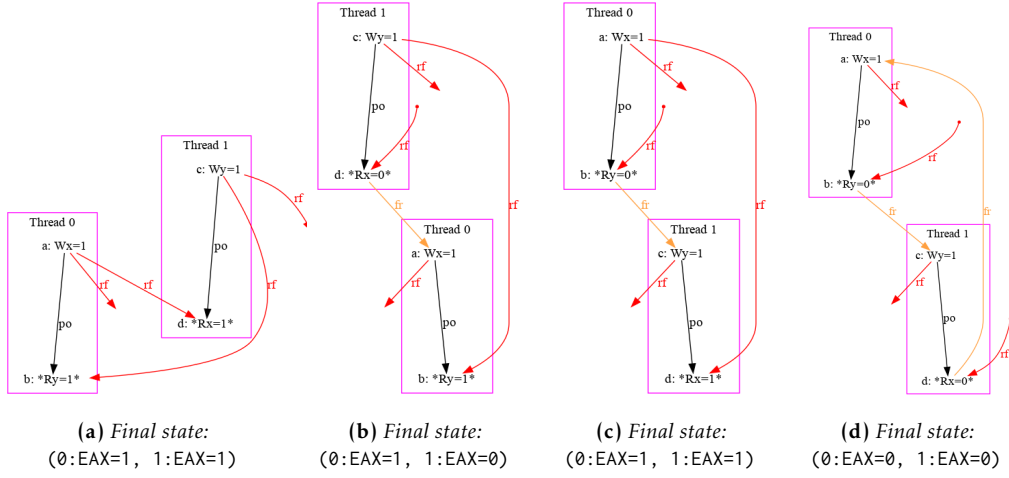 Thread 1
c: Wy=1
rf
rf
po
rf
d: *Rx=1*
Thread 0
a: Wx=1
rf
po
b: *Ry=1*
(a) Final state:
(0:EAX=1, 1:EAX=1)
Thread 1
c: Wy=1
rf
po
rf
d: *Rx=0*
fr
rf
Thread 0
a: Wx=1
rf
po
b: *Ry=1*
(b) Final state:
(0:EAX=1, 1:EAX=0)
Thread 0
a: Wx=1
rf
po
rf
b: *Ry=0*
fr
rf
Thread 1
c: Wy=1
rf
po
d: *Rx=1*
(c) Final state:
(0:EAX=1, 1:EAX=1)
Thread 0
a: Wx=1
rf
po
rf
b: *Ry=0*
fr
fr
Thread 1
c: Wy=1
rf
po
rf
d: *Rx=0*
(d) Final state:
(0:EAX=0, 1:EAX=0)